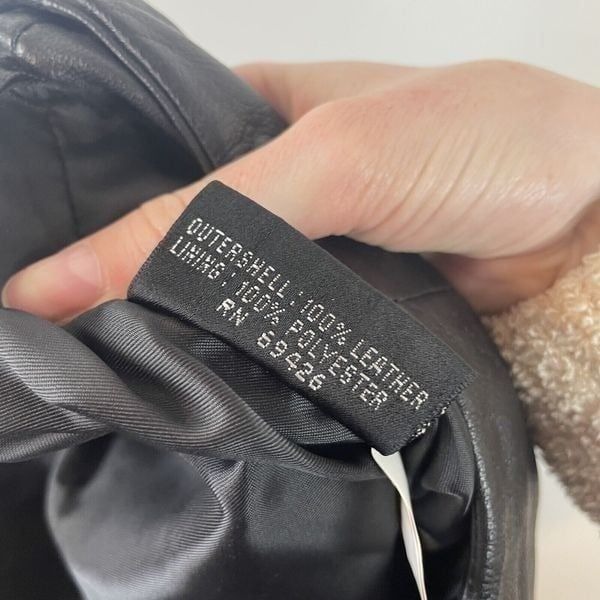 OUTERSHELL : 100% LEATHER
LINING : 100% POLYESTER
RN 69426